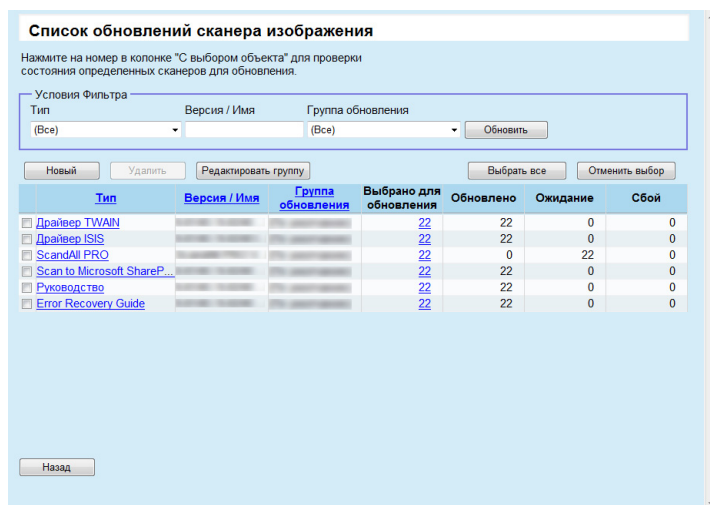 Список обновлений сканера изображения
Нажмите на номер в колонке "С выбором объекта" для проверки
состояния определенных сканеров для обновления.
Условия Фильтра
Тип Версия / Имя Группа обновления
(Все) (Все) Обновить
Новый Удалить Редактировать группу Выбрать все Отменить выбор
Тип Версия / Имя Группа обновления Выбрано для обновления Обновлено Ожидание Сбой
Драйвер TWAIN 22 22 0 0
Драйвер ISIS 22 22 0 0
ScandAll PRO 22 0 22 0
Scan to Microsoft ShareP... 22 22 0 0
Руководство 22 22 0 0
Error Recovery Guide 22 22 0 0
Назад